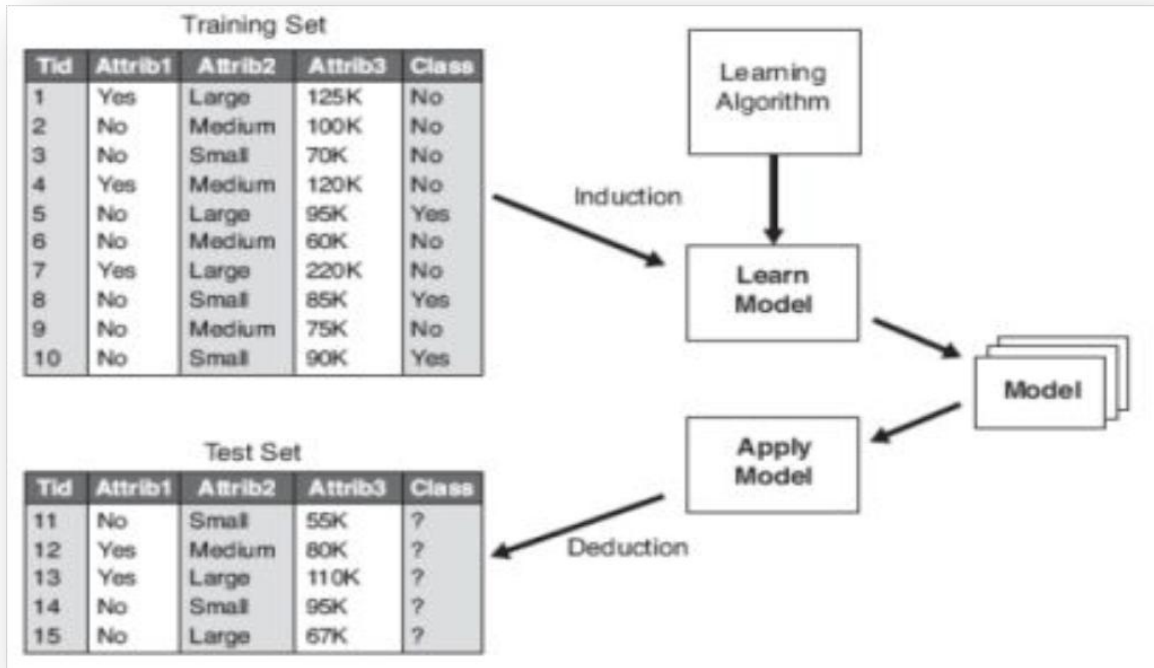 Training Set
Tid Attrib1 Attrib2 Attrib3 Class
1 Yes Large 125K No
2 No Medium 100K No
3 No Small 70K No
4 Yes Medium 120K No
5 No Large 95K Yes
6 No Medium 60K No
7 Yes Large 220K No
8 No Small 85K Yes
9 No Medium 75K No
10 No Small 90K Yes
Learning
Algorithm
Induction
Learn
Model
Model
Apply
Model
Deduction
Test Set
Tid Attrib1 Attrib2 Attrib3 Class
11 No Small 55K ?
12 Yes Medium 80K ?
13 Yes Large 110K ?
14 No Small 95K ?
15 No Large 67K ?